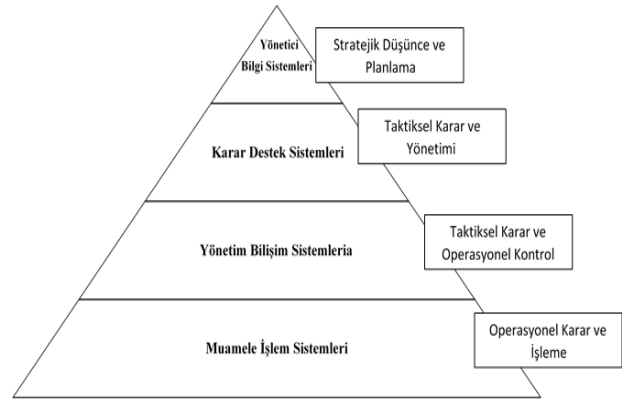 Yönetici
Bilgi Sistemleri
Stratejik Düşünce ve
Planlama
Karar Destek Sistemleri
Taktiksel Karar ve
Yönetimi
Yönetim Bilişim Sistemleria
Taktiksel Karar ve
Operasyonel Kontrol
Muamele İşlem Sistemleri
Operasyonel Karar ve
İşleme